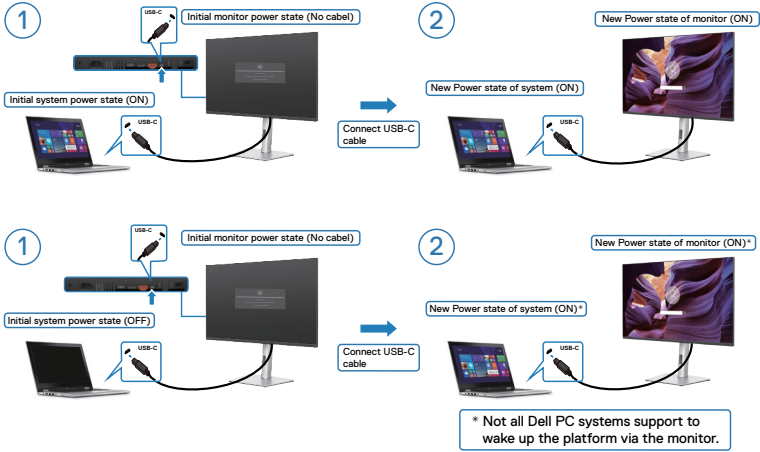 1
USB-C
Initial monitor power state (No cabel)
Initial system power state (ON)
USB-C
Connect USB-C
cable
2
New Power state of monitor (ON)
New Power state of system (ON)
USB-C
1
USB-C
Initial monitor power state (No cabel)
Initial system power state (OFF)
USB-C
Connect USB-C
cable
2
New Power state of monitor (ON)*
New Power state of system (ON)*
USB-C
* Not all Dell PC systems support to
wake up the platform via the monitor.